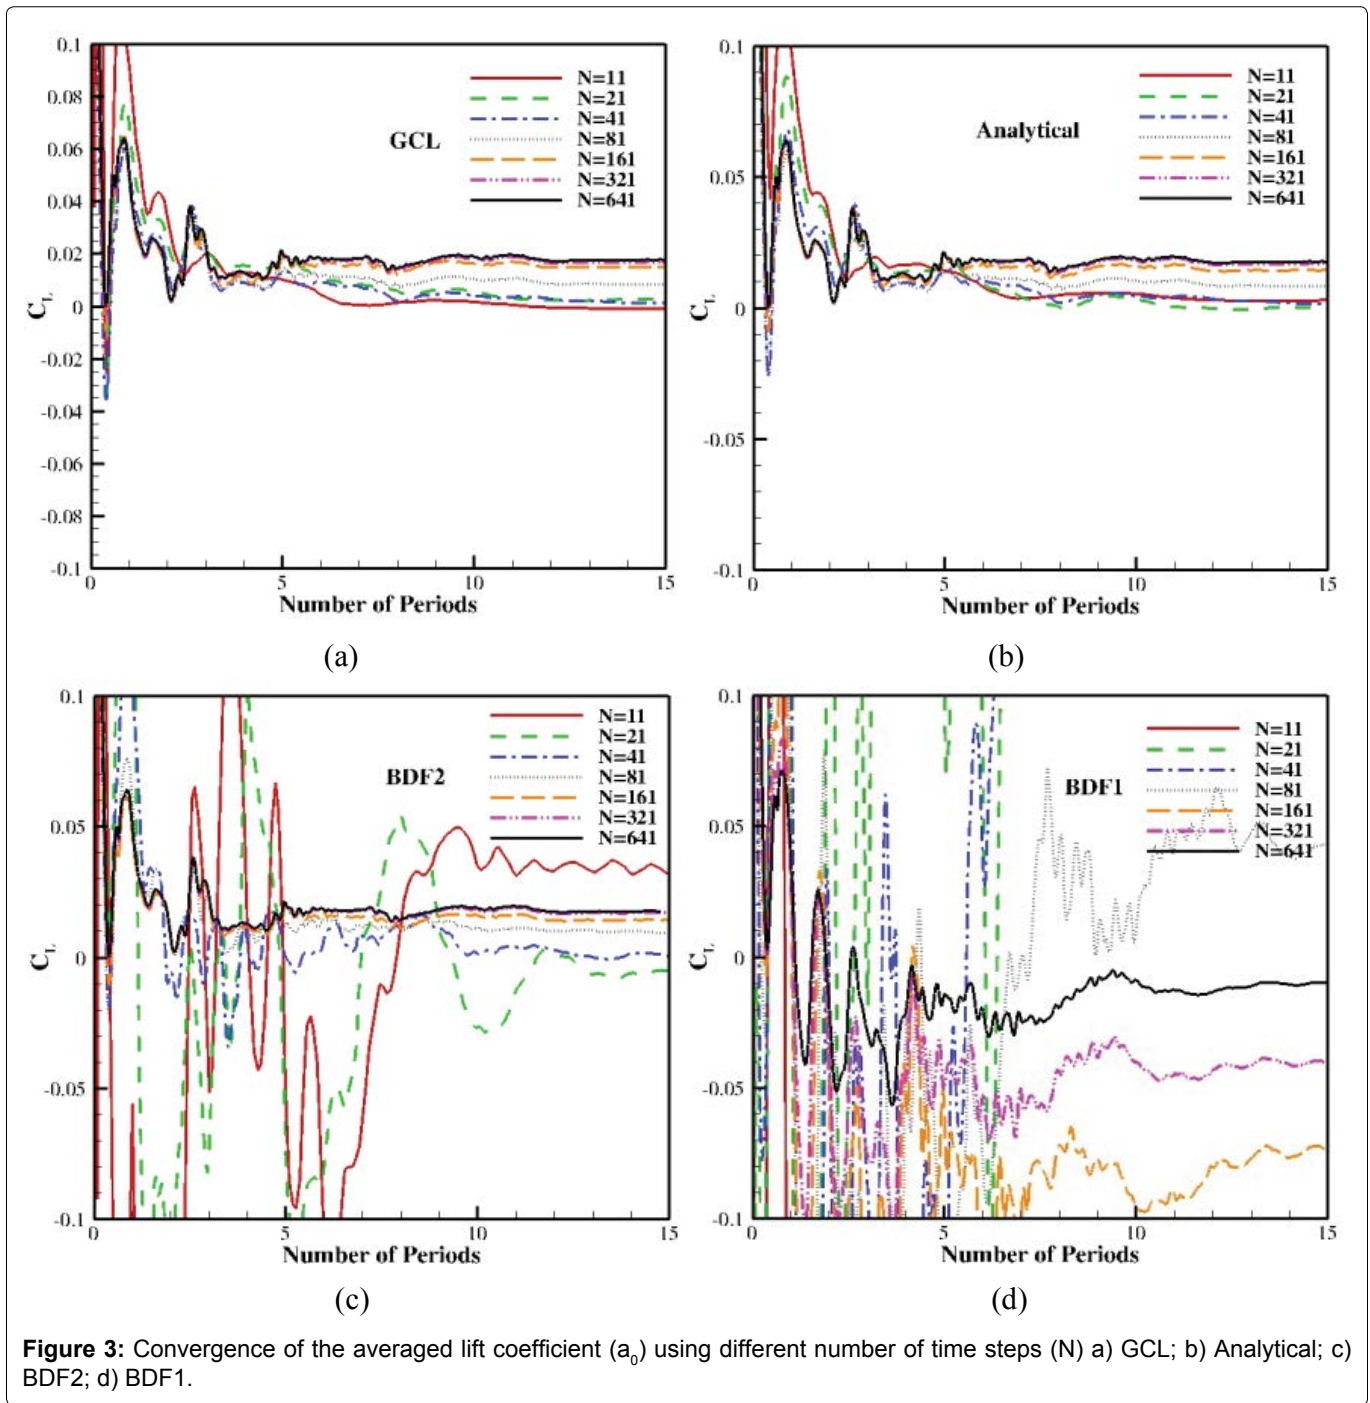 0.1
0.08
0.06
0.04
0.02
0
-0.02
-0.04
-0.06
-0.08
-0.1
C_L
GCL
N=11
N=21
N=41
N=81
N=161
N=321
N=641
0 5 10 15
Number of Periods
(a)
0.1
0.05
0
-0.05
-0.1
C_L
Analytical
N=11
N=21
N=41
N=81
N=161
N=321
N=641
0 5 10 15
Number of Periods
(b)
0.1
0.05
0
-0.05
-0.1
C_L
BDF2
N=11
N=21
N=41
N=81
N=161
N=321
N=641
0 5 10 15
Number of Periods
(c)
0.1
0.05
0
-0.05
-0.1
C_L
BDF1
N=11
N=21
N=41
N=81
N=161
N=321
N=641
0 5 10 15
Number of Periods
(d)
Figure 3: Convergence of the averaged lift coefficient (a₀) using different number of time steps (N) a) GCL; b) Analytical; c)
BDF2; d) BDF1.